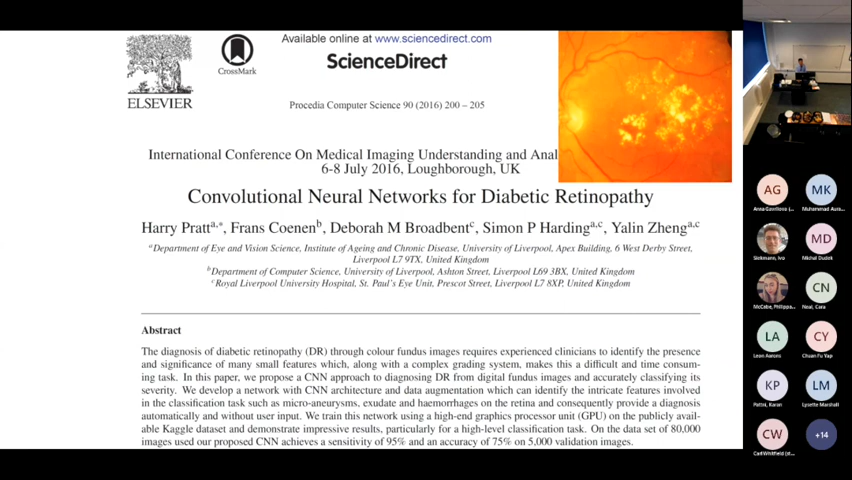 Available online at www.sciencedirect.com
CrossMark
ScienceDirect
ELSEVIER
Procedia Computer Science 90 (2016) 200 – 205
International Conference On Medical Imaging Understanding and Anal
6-8 July 2016, Loughborough, UK
Convolutional Neural Networks for Diabetic Retinopathy
Harry Pratta,*, Frans Coenenb, Deborah M Broadbentc, Simon P Hardinga,c, Yalin Zhenga,c
aDepartment of Eye and Vision Science, Institute of Ageing and Chronic Disease, University of Liverpool, Apex Building, 6 West Derby Street,
Liverpool L7 9TX, United Kingdom
bDepartment of Computer Science, University of Liverpool, Ashton Street, Liverpool L69 3BX, United Kingdom
cRoyal Liverpool University Hospital, St. Paul's Eye Unit, Prescot Street, Liverpool L7 8XP, United Kingdom
Abstract
The diagnosis of diabetic retinopathy (DR) through colour fundus images requires experienced clinicians to identify the presence
and significance of many small features which, along with a complex grading system, makes this a difficult and time consum-
ing task. In this paper, we propose a CNN approach to diagnosing DR from digital fundus images and accurately classifying its
severity. We develop a network with CNN architecture and data augmentation which can identify the intricate features involved
in the classification task such as micro-aneurysms, exudate and haemorrhages on the retina and consequently provide a diagnosis
automatically and without user input. We train this network using a high-end graphics processor unit (GPU) on the publicly avail-
able Kaggle dataset and demonstrate impressive results, particularly for a high-level classification task. On the data set of 80,000
images used our proposed CNN achieves a sensitivity of 95% and an accuracy of 75% on 5,000 validation images.
AG
MK
Siekmann, Ivo
MD
Michal Dudek
McCabe, Philippa...
CN
Neal, Cara
LA
Leon Aarons
CY
Chuan Fu Yap
KP
Pattni, Karan
LM
Lynette Marshall
CW
+14